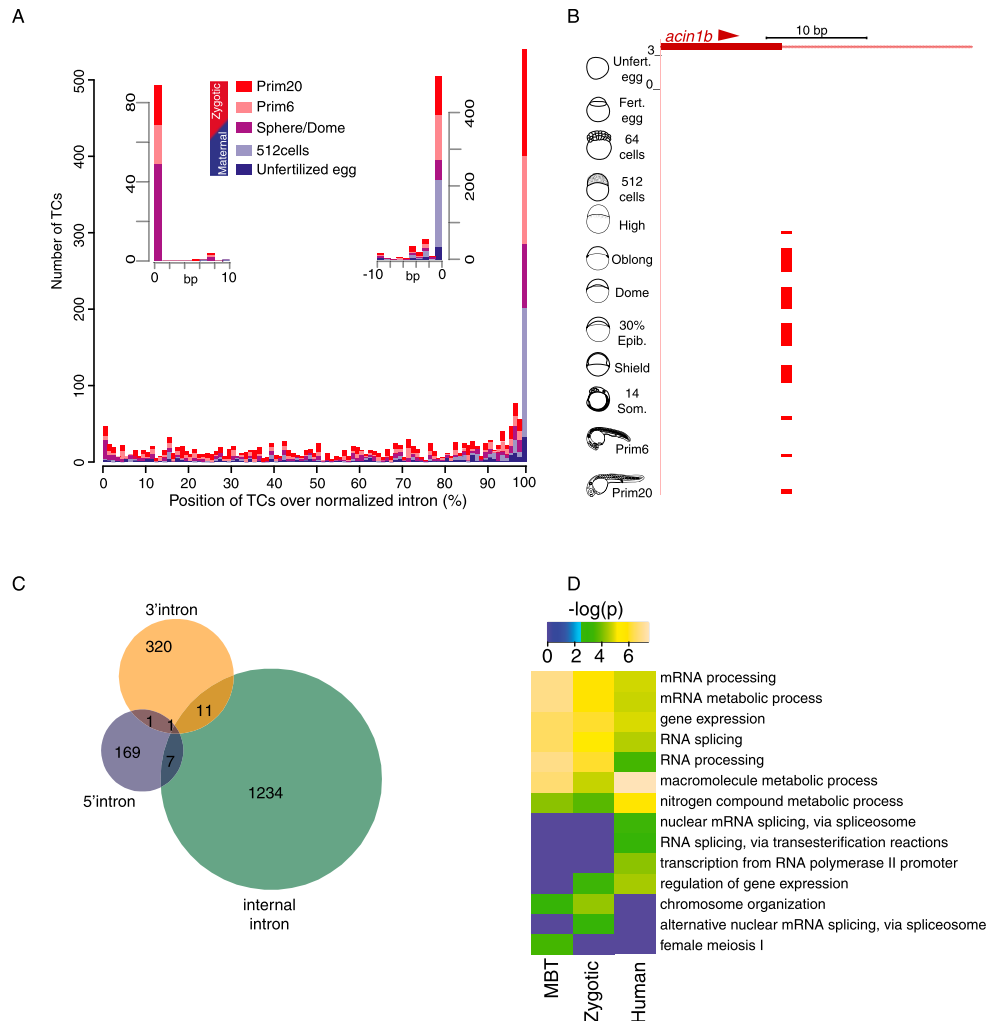 A
Number of TCs
500
400
300
200
100
0
0
10
20
30
40
50
60
70
80
90
100
Position of TCs over normalized intron (%)
80
40
0
0
bp
10
Zygotic
Maternal
Prim20
Prim6
Sphere/Dome
512cells
Unfertilized egg
400
200
0
-10
bp
0
B
acin1b
10 bp
3
0
Unfert.
egg
Fert.
egg
64
cells
512
cells
High
Oblong
Dome
30%
Epib.
Shield
14
Som.
Prim6
Prim20
C
3'intron
320
11
1
1
169
7
5'intron
1234
internal
intron
D
-log(p)
0 2 4 6
mRNA processing
mRNA metabolic process
gene expression
RNA splicing
RNA processing
macromolecule metabolic process
nitrogen compound metabolic process
nuclear mRNA splicing, via spliceosome
RNA splicing, via transesterification reactions
transcription from RNA polymerase II promoter
regulation of gene expression
chromosome organization
alternative nuclear mRNA splicing, via spliceosome
female meiosis I
MBT
Zygotic
Human